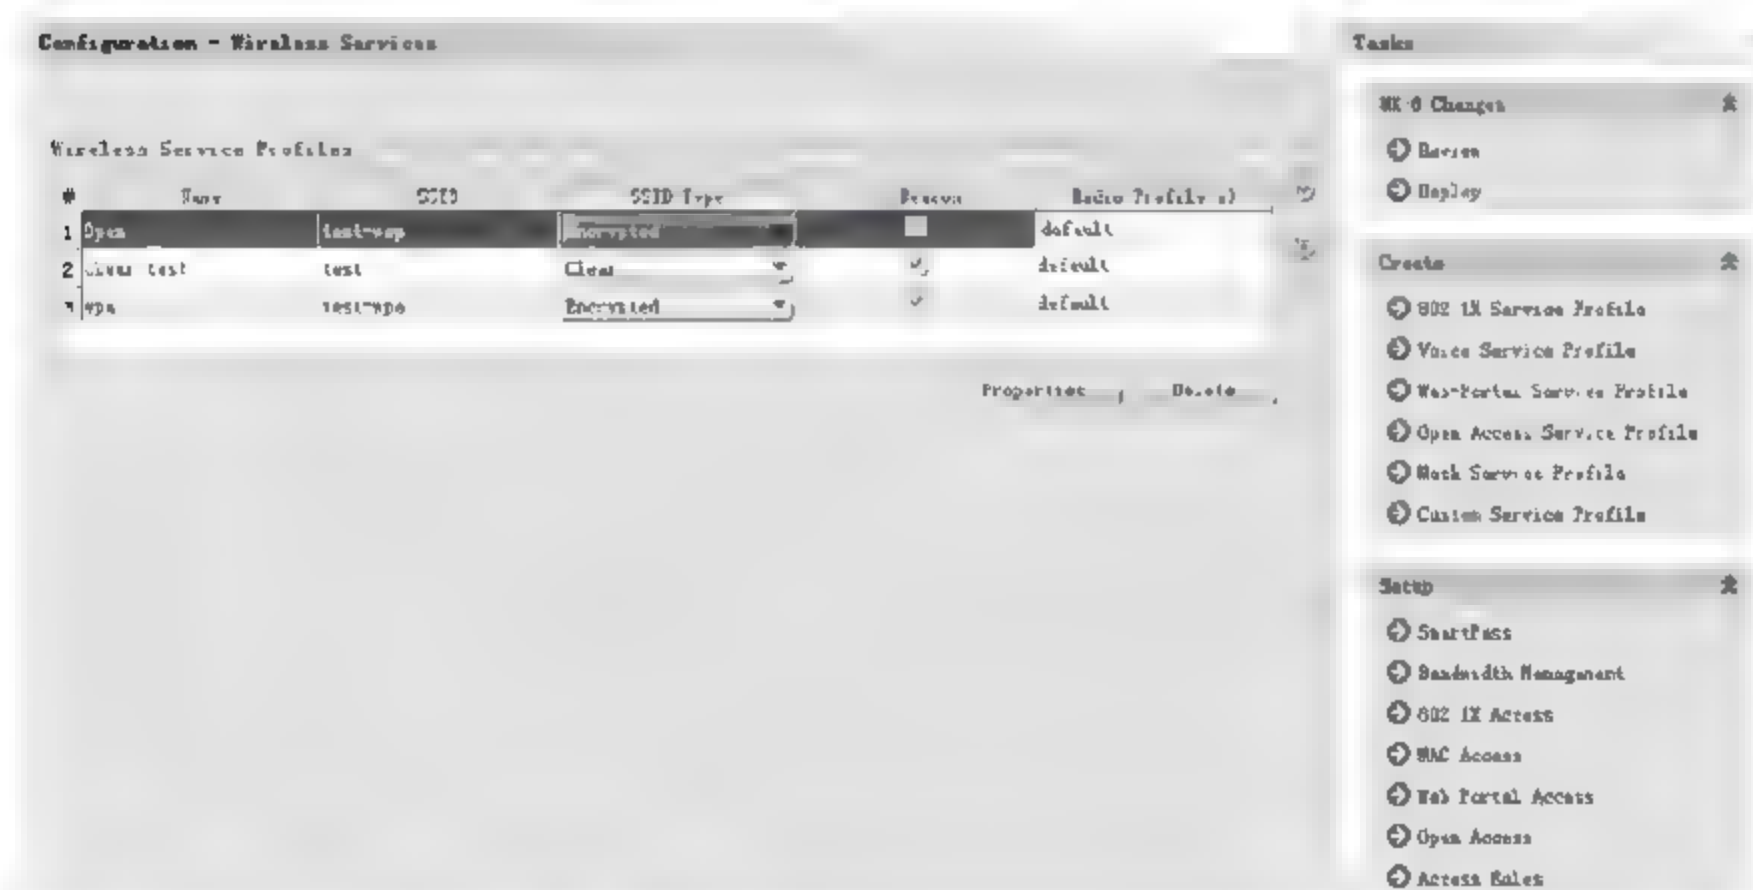 Configuration - Wireless Services
Wireless Service Profiles
# Name SSID SSID Type Beacon Radio Profile(s)
1 Open test-wep Encrypted default
2 clear test test Clear default
3 wpa test-wpa Encrypted default
Properties Delete
Tasks
Changes
Review
Deploy
Create
802.1X Service Profile
Voice Service Profile
Web-Portal Service Profile
Open Access Service Profile
Mesh Service Profile
Custom Service Profile
Setup
SmartPass
Bandwidth Management
802.1X Access
MAC Access
Web Portal Access
Open Access
Access Rules